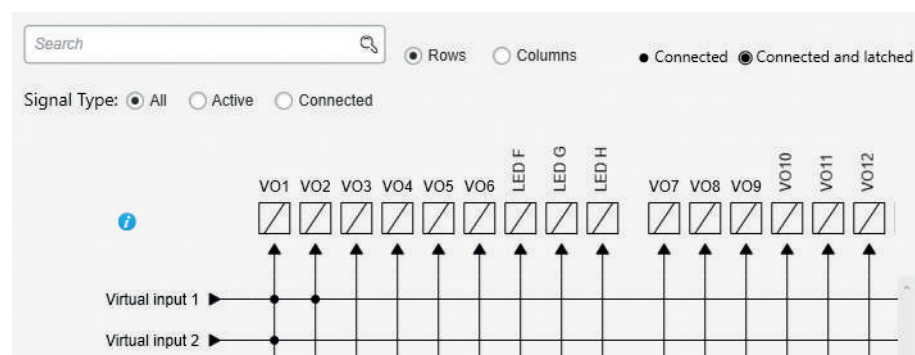 Search
Rows Columns Connected Connected and latched
Signal Type: All Active Connected
VO1 VO2 VO3 VO4 VO5 VO6 LED F LED G LED H VO7 VO8 VO9 VO10 VO11 VO12
i
Virtual input 1
Virtual input 2